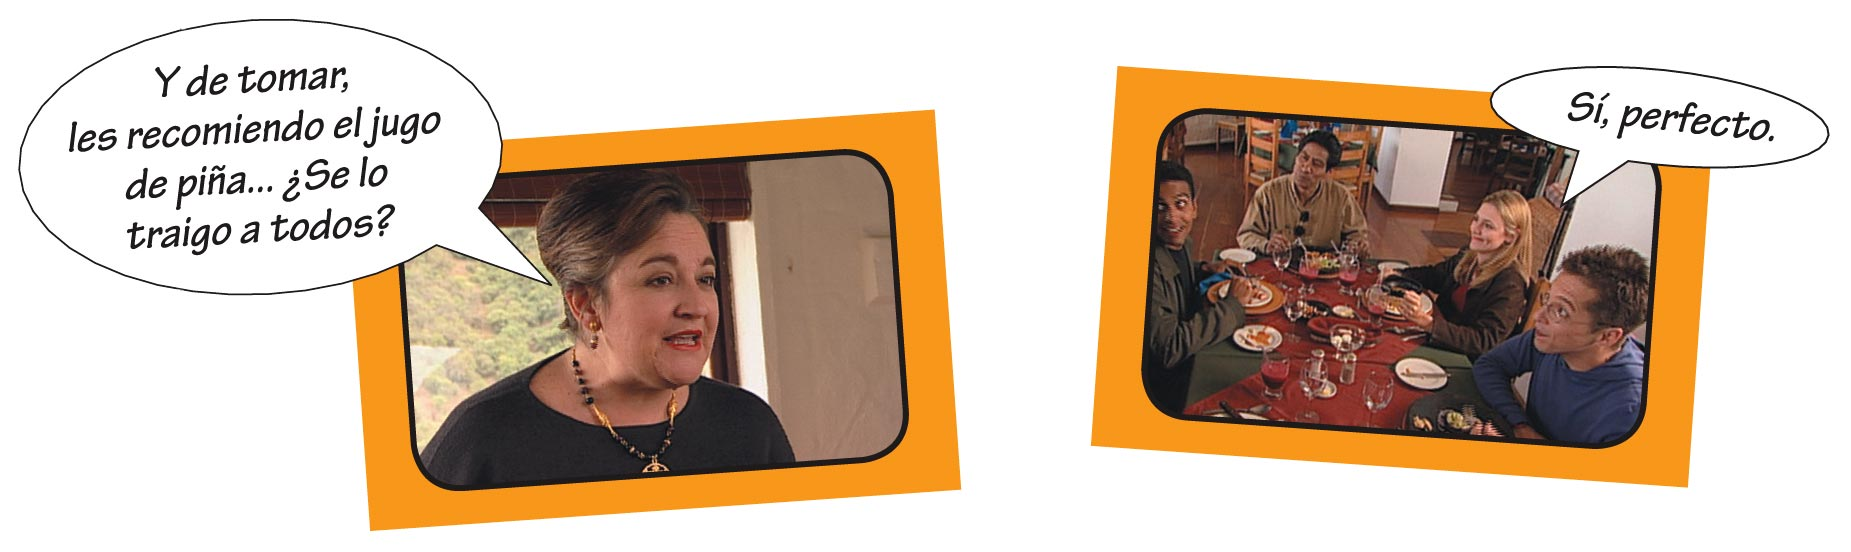 Y de tomar,
les recomiendo el jugo
de piña... ¿Se lo
traigo a todos?
Sí, perfecto.